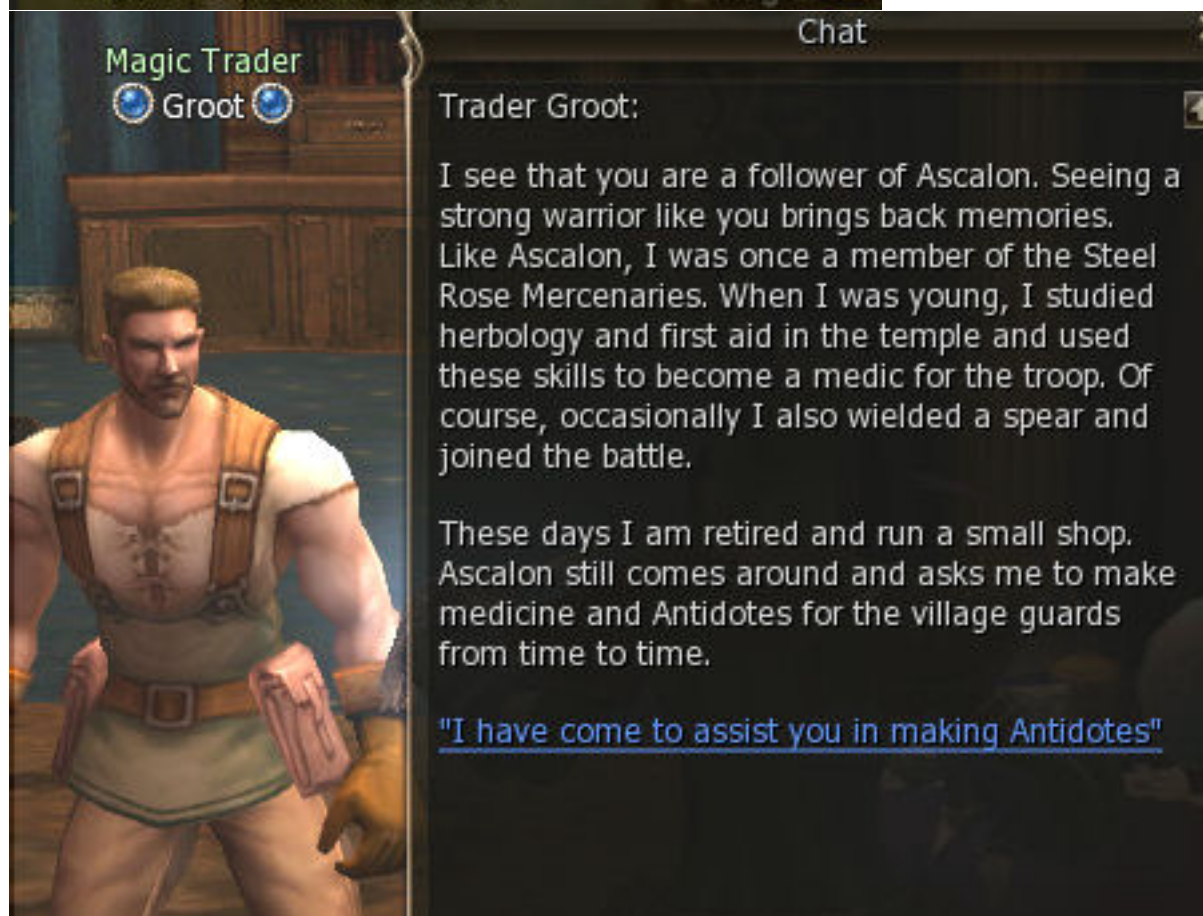 Chat
Magic Trader
Groot
Trader Groot:
I see that you are a follower of Ascalon. Seeing a
strong warrior like you brings back memories.
Like Ascalon, I was once a member of the Steel
Rose Mercenaries. When I was young, I studied
herbology and first aid in the temple and used
these skills to become a medic for the troop. Of
course, occasionally I also wielded a spear and
joined the battle.
These days I am retired and run a small shop.
Ascalon still comes around and asks me to make
medicine and Antidotes for the village guards
from time to time.
"I have come to assist you in making Antidotes"